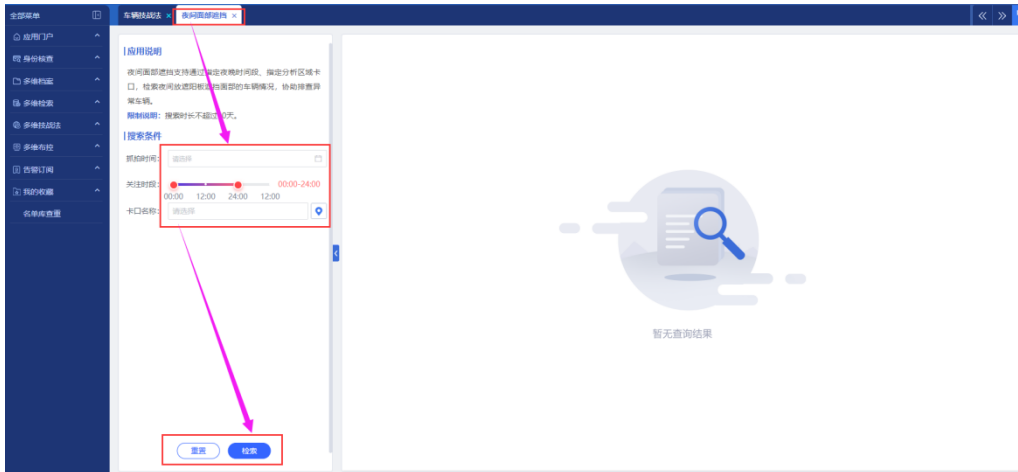 全部菜单
车辆技战法 ×
夜间面部遮挡 ×
应用门户
身份核查
多维档案
多维检索
多维技战法
多维布控
告警订阅
我的收藏
名单库查重
应用说明
夜间面部遮挡支持通过指定夜晚时间段，指定分析区域卡
口，检索夜间放遮阳板遮挡面部的车辆情况，协助排查异
常车辆。
限制说明：搜索时长不超过30天。
搜索条件
抓拍时间：
请选择
关注时段：
00:00-24:00
00:00 12:00 24:00 12:00
卡口名称：
请选择
重置
检索
暂无查询结果